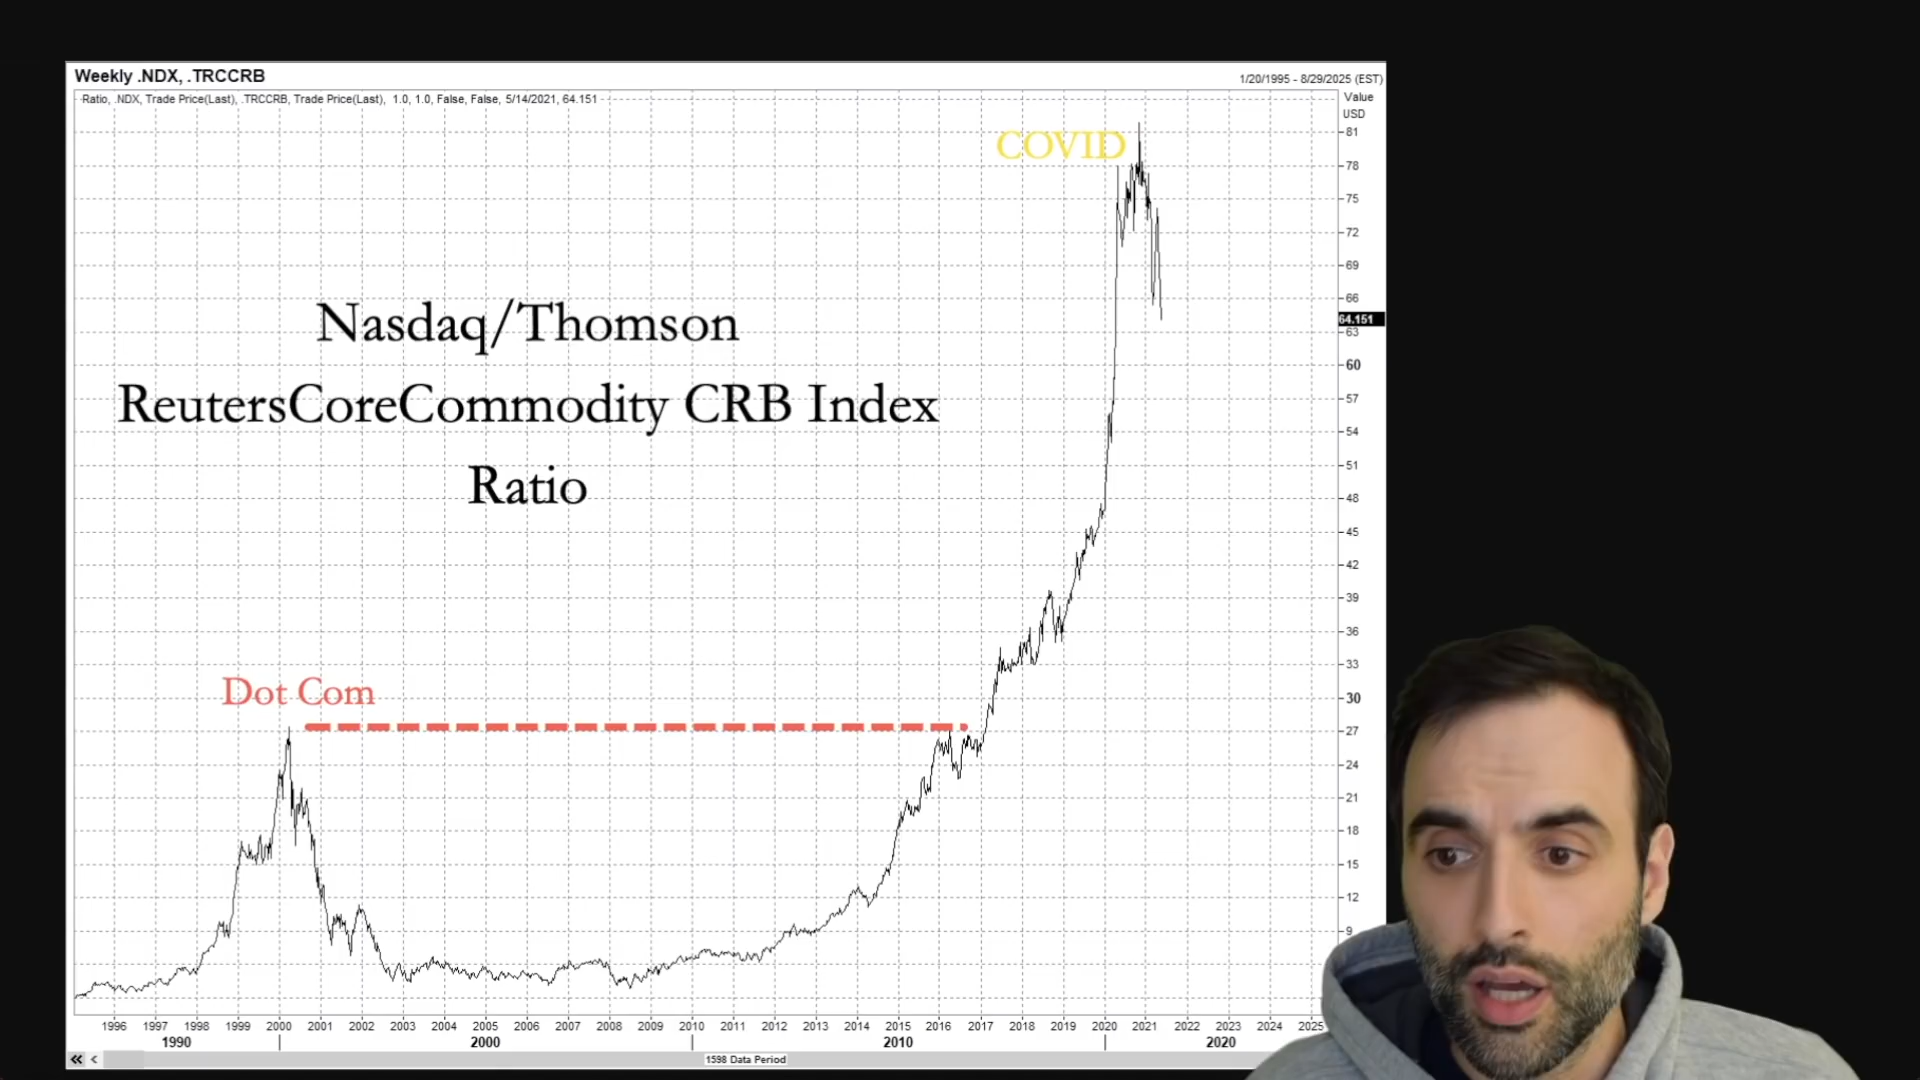 Weekly .NDX, .TRCCRB
1/20/1995 - 8/29/2025 (EST)
Ratio, .NDX, Trade Price(Last), .TRCCRB, Trade Price(Last), 1.0, 1.0, False, False, 5/14/2021, 64.151
Value
USD
COVID
81
78
75
72
69
66
64.151
63
60
57
54
51
48
45
42
39
36
33
30
27
24
21
18
15
12
9
Nasdaq/Thomson
ReutersCoreCommodity CRB Index
Ratio
Dot Com
1996 1997 1998 1999 2000 2001 2002 2003 2004 2005 2006 2007 2008 2009 2010 2011 2012 2013 2014 2015 2016 2017 2018 2019 2020 2021 2022 2023 2024 2025
1990 2000 2010 2020
1598 Data Period